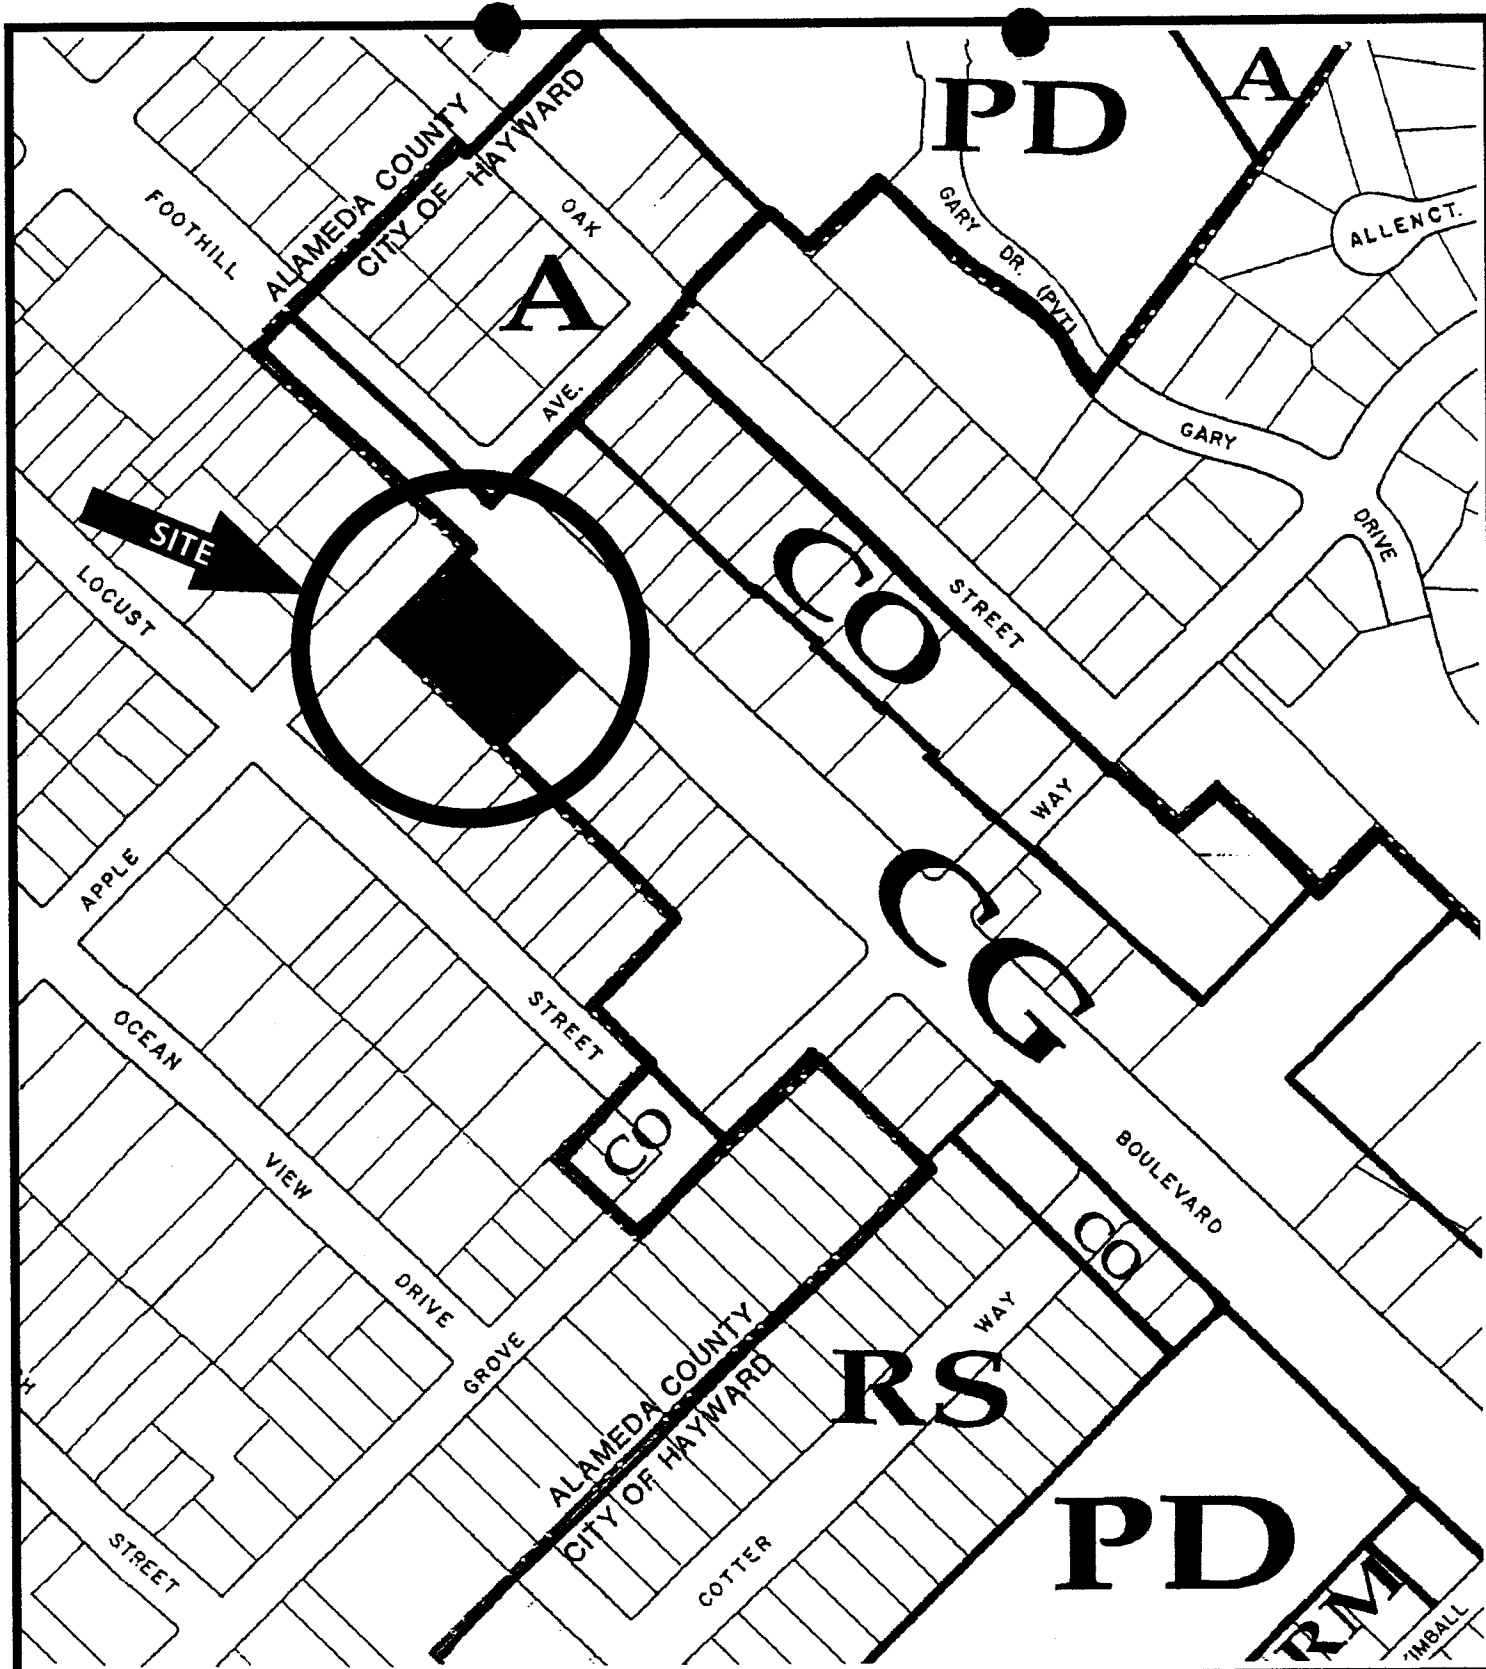 PD
A
ALAMEDA COUNTY
CITY OF HAYWARD
FOOTHILL
OAK
GARY
DR.
(PVT)
ALLEN CT.
A
AVE.
GARY
DRIVE
SITE
LOCUST
CO
STREET
WAY
APPLE
CG
STREET
OCEAN
VIEW
DRIVE
CO
BOULEVARD
CO
GROVE
WAY
ALAMEDA COUNTY
CITY OF HAYWARD
RS
H
STREET
COTTER
PD
RM
IMBALL